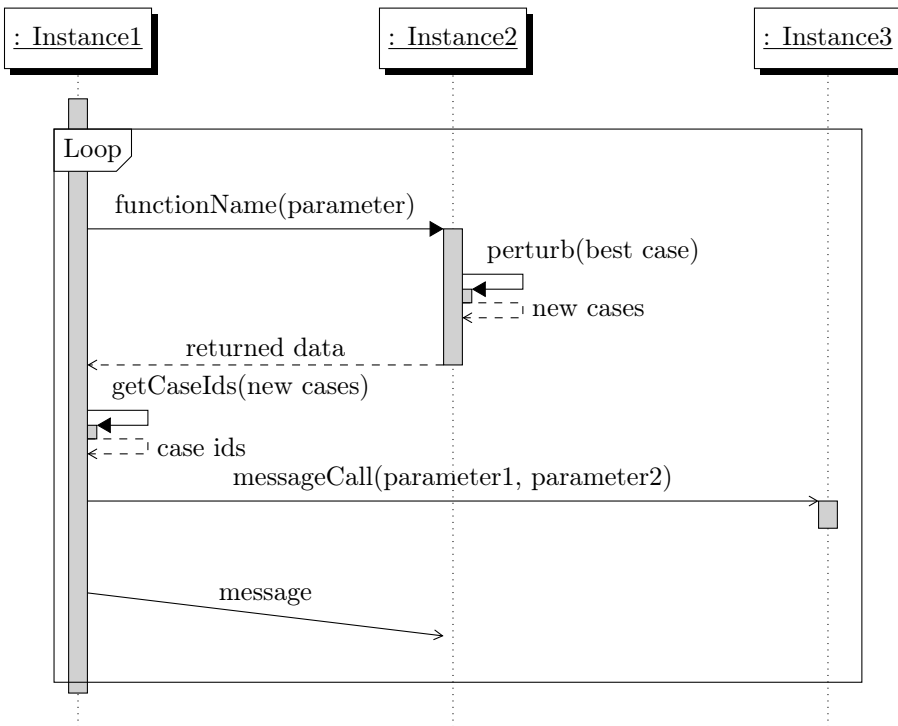 : Instance1
: Instance2
: Instance3
Loop
functionName(parameter)
perturb(best case)
new cases
returned data
getCaseIds(new cases)
case ids
messageCall(parameter1, parameter2)
message